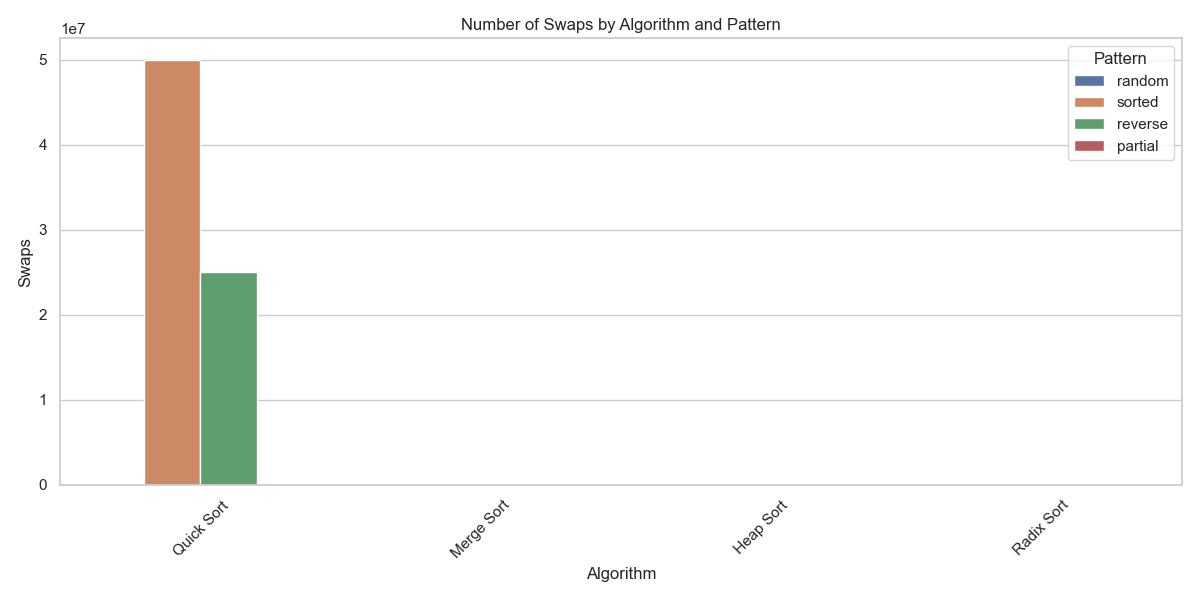 Number of Swaps by Algorithm and Pattern
1e7
5
4
3
2
1
0
Swaps
Pattern
random
sorted
reverse
partial
Quick Sort
Merge Sort
Heap Sort
Radix Sort
Algorithm